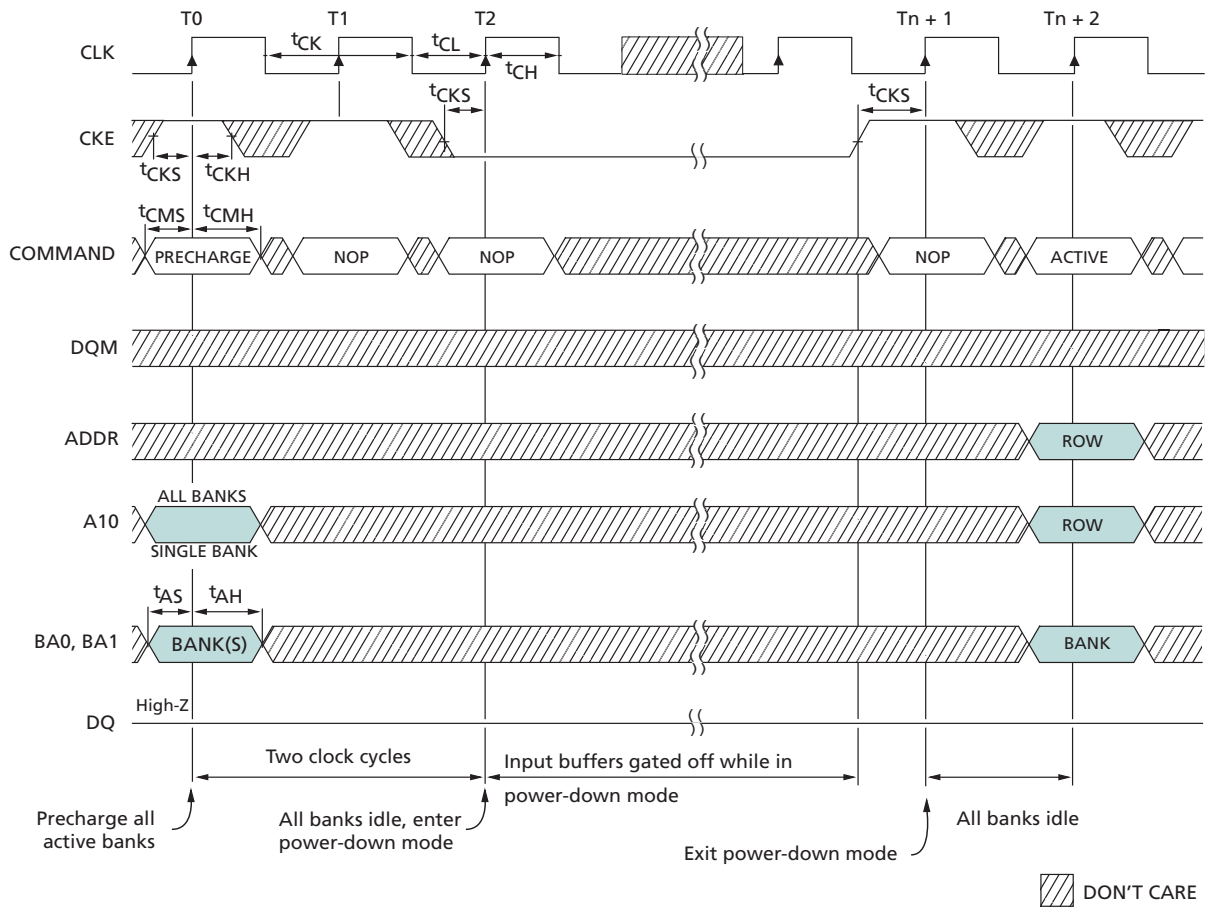 T0 T1 T2 Tn + 1 Tn + 2
CLK
tCK tCL
tCH
tCKS tCKS
CKE
tCKS tCKH
tCMS tCMH
COMMAND PRECHARGE NOP NOP NOP ACTIVE
DQM
ADDR ROW
ALL BANKS
A10 ROW
SINGLE BANK
tAS tAH
BA0, BA1 BANK(S) BANK
High-Z
DQ
Two clock cycles
Input buffers gated off while in
power-down mode
Precharge all
active banks
All banks idle, enter
power-down mode
Exit power-down mode
All banks idle
DON'T CARE